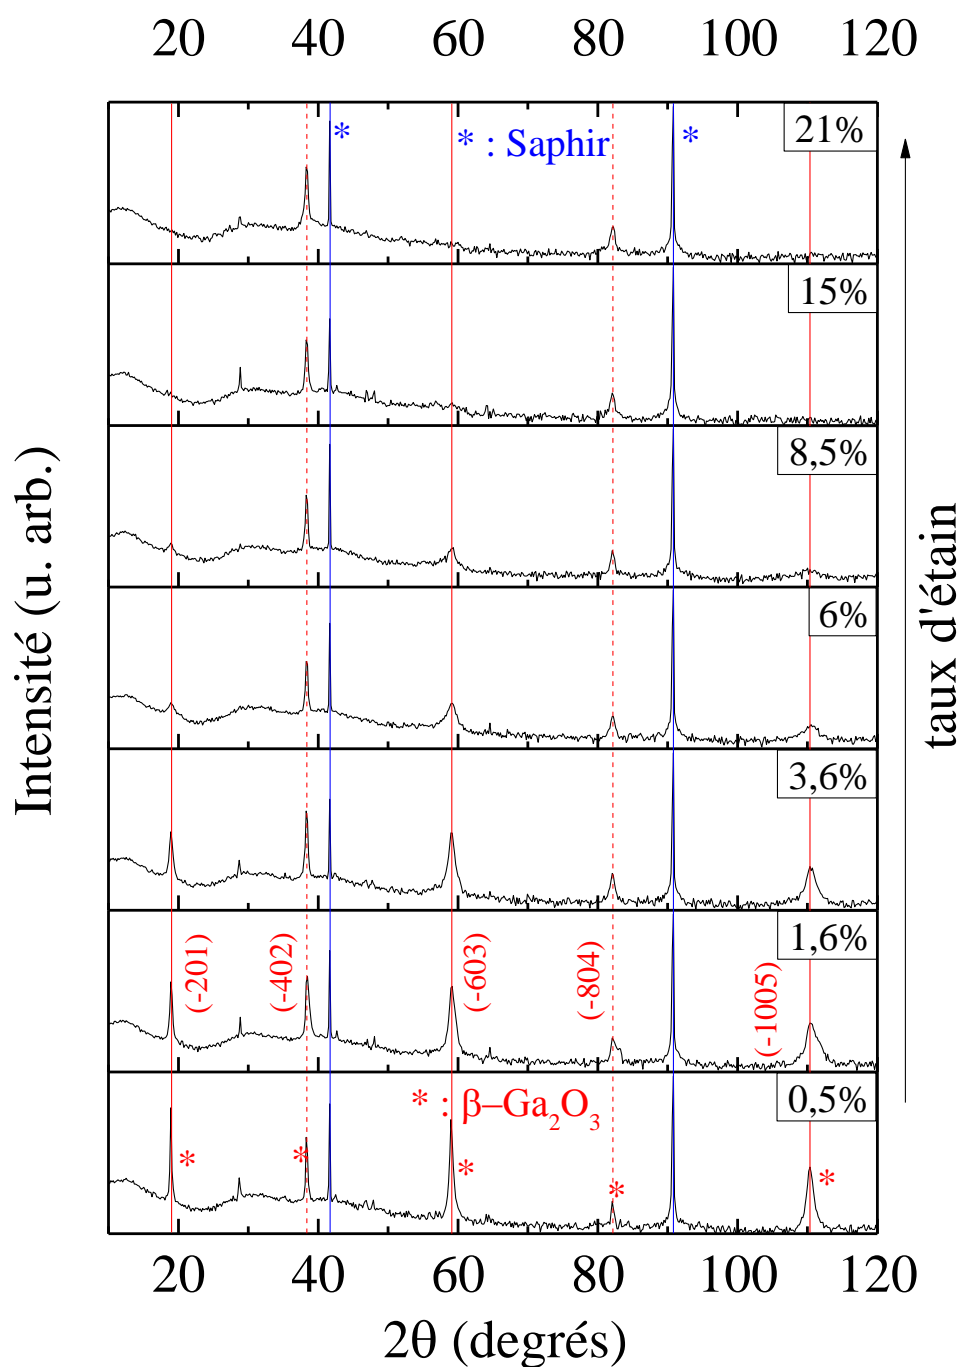 20 40 60 80 100 120
* * : Saphir * 21%
15%
8,5%
6%
3,6%
1,6%
(-201) (-402) (-603) (-804) (-1005)
* : β–Ga₂O₃ 0,5%
* * * * *
20 40 60 80 100 120
2θ (degrés)
Intensité (u. arb.)
taux d'étain